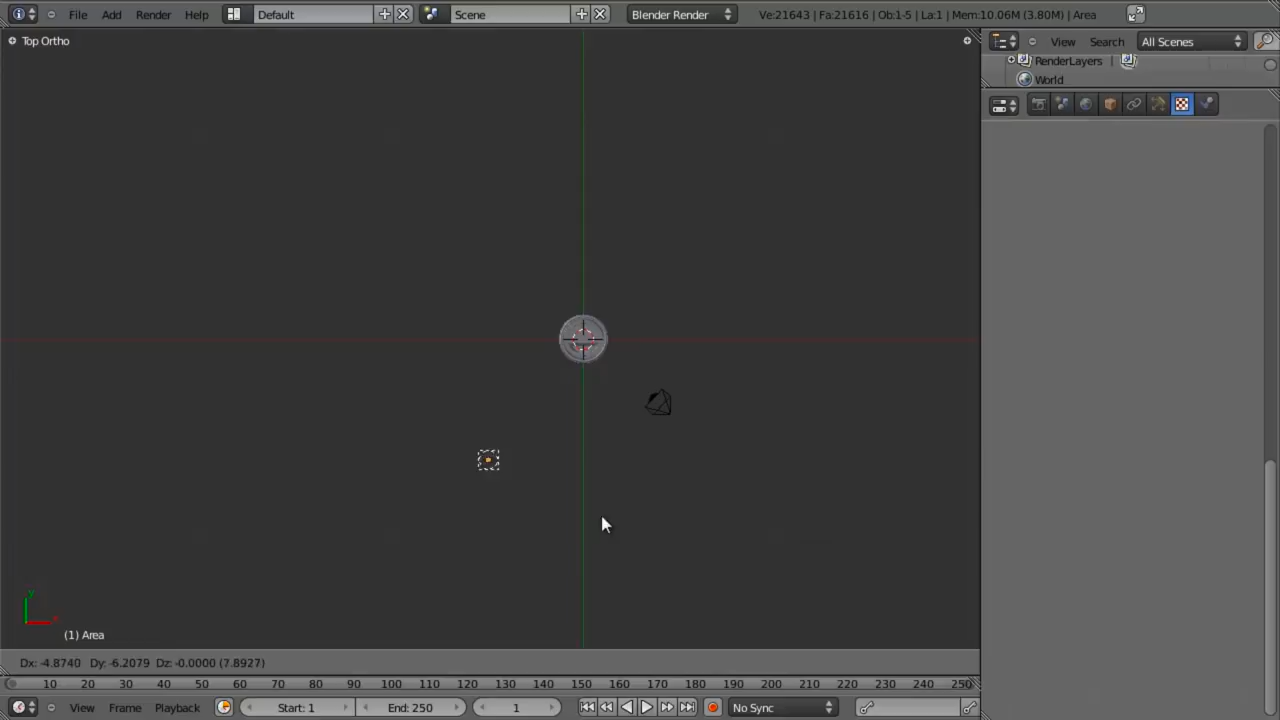 File Add Render Help Default Scene Blender Render Ve:21643 | Fa:21616 | Ob:1-5 | La:1 | Mem:10.06M (3.80M) | Area
Top Ortho
View Search All Scenes
RenderLayers |
World
y
x
(1) Area
Dx: -4.8740 Dy: -6.2079 Dz: -0.0000 (7.8927)
10 20 30 40 50 60 70 80 90 100 110 120 130 140 150 160 170 180 190 200 210 220 230 240 250
View Frame Playback Start: 1 End: 250 1 No Sync